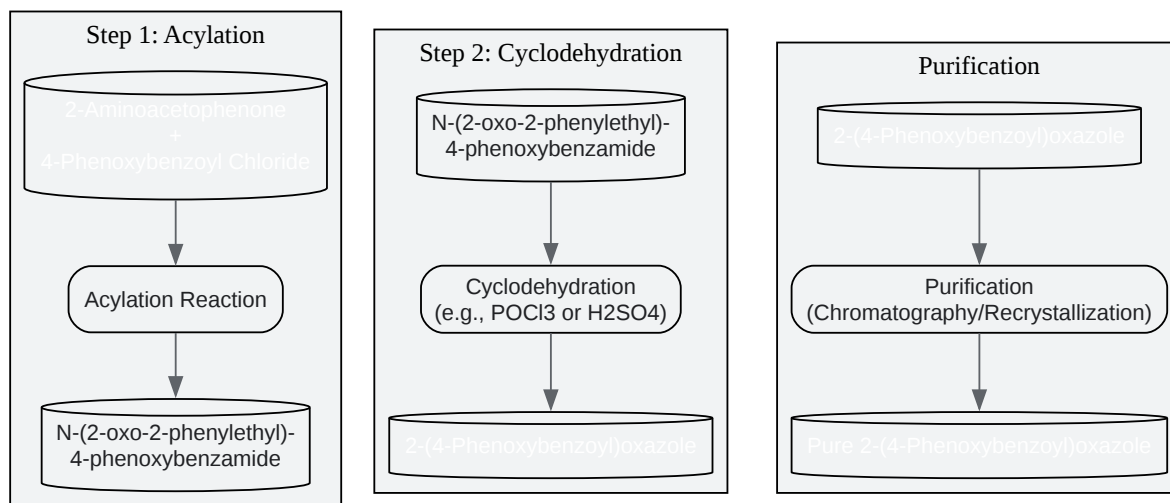 Step 1: Acylation
2-Aminoacetophenone
+
4-Phenoxybenzoyl Chloride
Acylation Reaction
N-(2-oxo-2-phenylethyl)-
4-phenoxybenzamide
Step 2: Cyclodehydration
N-(2-oxo-2-phenylethyl)-
4-phenoxybenzamide
Cyclodehydration
(e.g., POCl3 or H2SO4)
2-(4-Phenoxybenzoyl)oxazole
Purification
2-(4-Phenoxybenzoyl)oxazole
Purification
(Chromatography/Recrystallization)
Pure 2-(4-Phenoxybenzoyl)oxazole